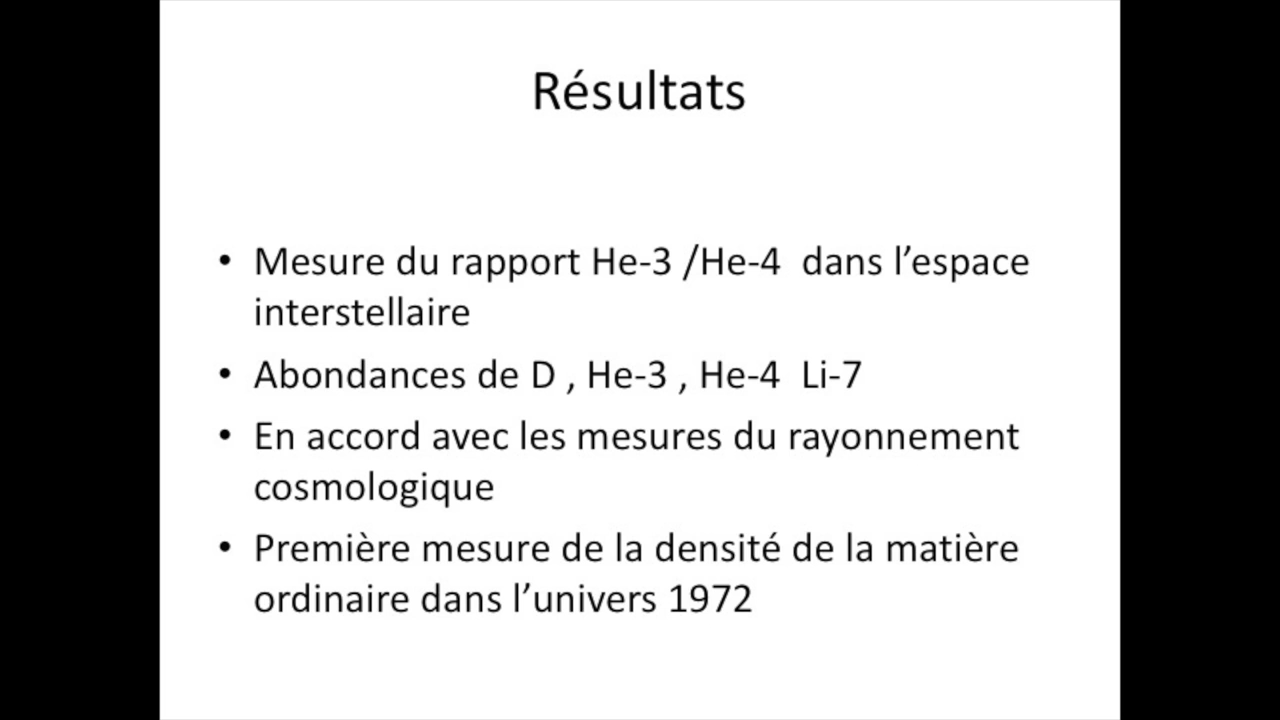 Résultats
• Mesure du rapport He-3 /He-4  dans l’espace
interstellaire
• Abondances de D , He-3 , He-4  Li-7
• En accord avec les mesures du rayonnement
cosmologique
• Première mesure de la densité de la matière
ordinaire dans l’univers 1972